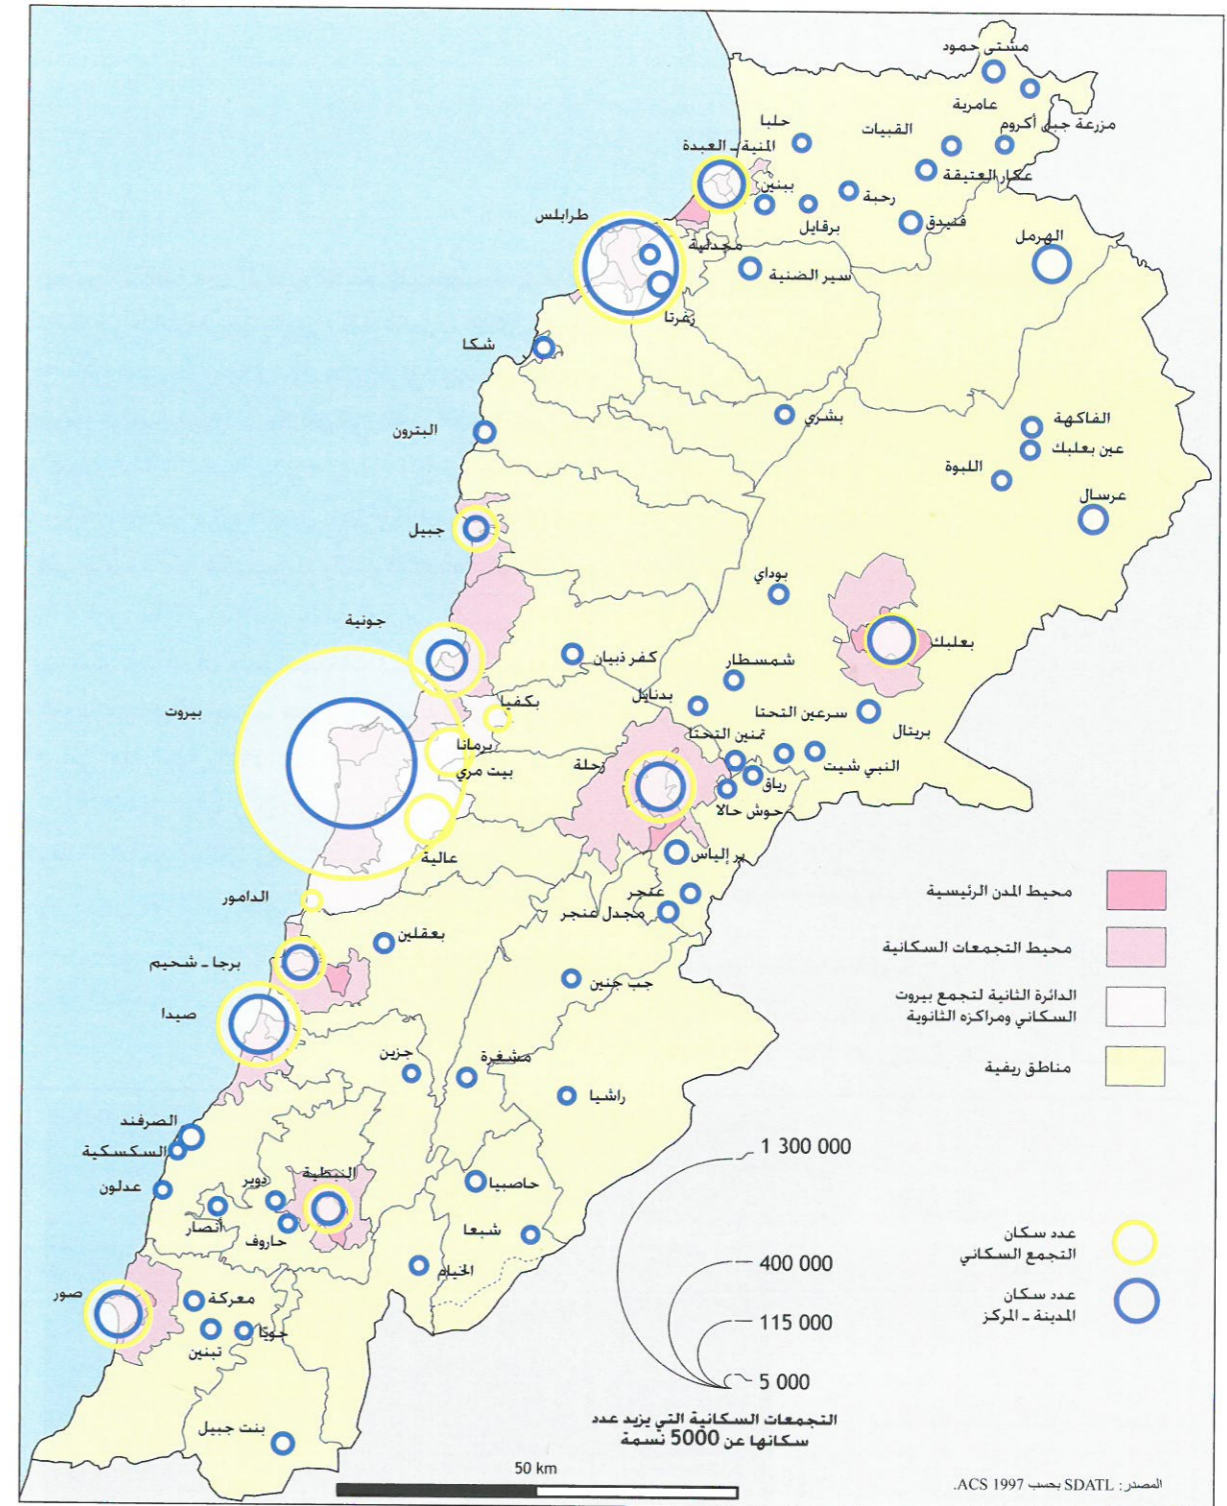 مشتى حمود
عامرية
مزرعة جبل أكروم
القبيات
حلبا
المنية - العبدة
عكار العتيقة
ببنين
رحبة
برقايل
فنيدق
الهرمل
طرابلس
مجدلية
سير الضنية
زغرتا
شكا
بشري
البترون
الفاكهة
عين بعلبك
اللبوة
عرسال
جبيل
بوداي
جونية
بعلبك
كفر ذبيان
شمسطار
بدنايل
بكفيا
سرعين التحتا
بريتال
بيروت
تمنين التحتا
برمانا
بيت مري
زحلة
النبي شيت
رياق
حوش حالا
عالية
بر إلياس
عنجر
مجدل عنجر
الدامور
بعقلين
برجا - شحيم
جب جنين
صيدا
جزين
مشغرة
راشيا
الصرفند
السكسكية
عدلون
النبطية
دوير
أنصار
حاروف
حاصبيا
شبعا
الخيام
صور
معركة
جويّا
تبنين
بنت جبيل
محيط المدن الرئيسية
محيط التجمعات السكانية
الدائرة الثانية لتجمع بيروت
السكاني ومراكزه الثانوية
مناطق ريفية
1 300 000
400 000
115 000
5 000
عدد سكان
التجمع السكاني
عدد سكان
المدينة - المركز
التجمعات السكانية التي يزيد عدد
سكانها عن 5000 نسمة
50 km
المصدر: SDATL بحسب ACS 1997.